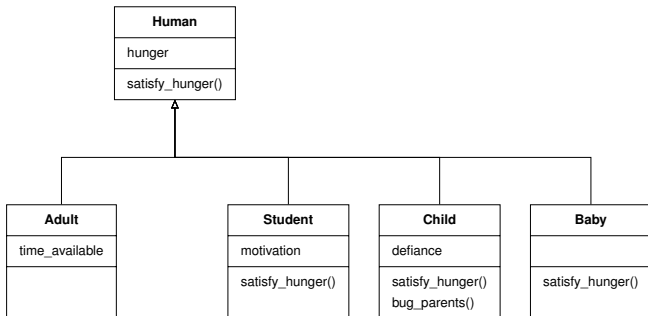 Human
hunger
satisfy_hunger()
Adult
time_available
Student
motivation
satisfy_hunger()
Child
defiance
satisfy_hunger()
bug_parents()
Baby
satisfy_hunger()